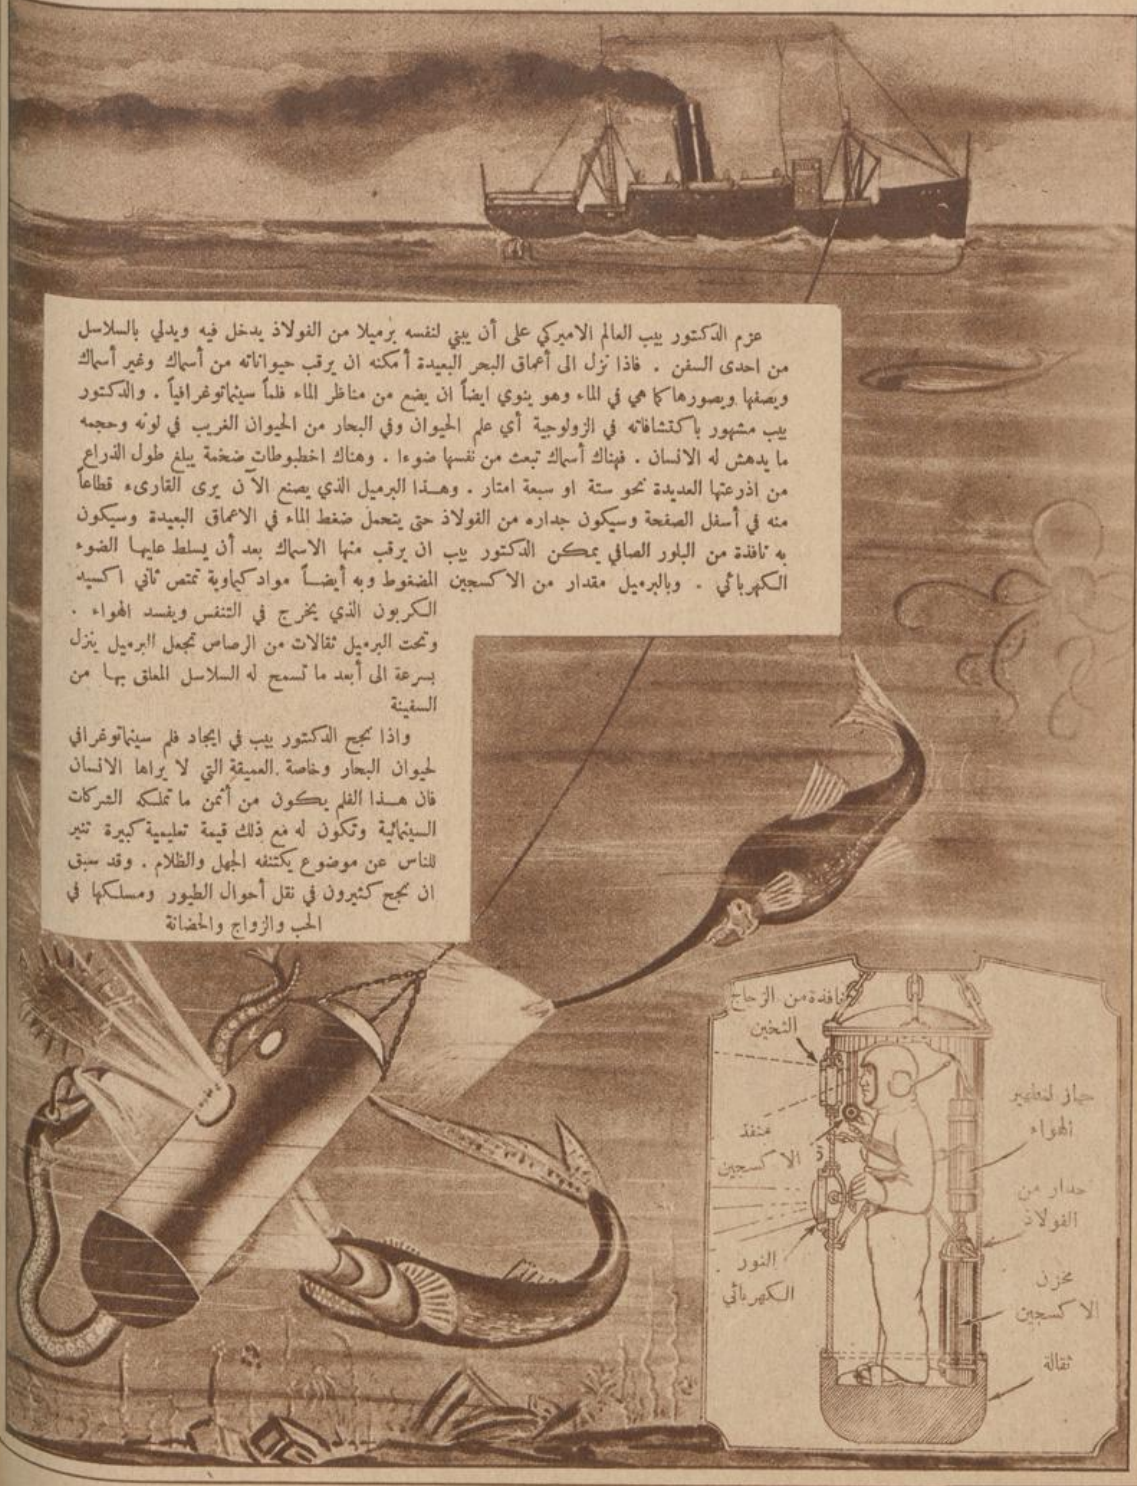 عزم الدكتور بيب العالم الاميركي على أن يبني لنفسه برميلا من الفولاذ يدخل فيه ويدلي بالسلاسل
من احدى السفن . فاذا نزل الى أعماق البحر البعيدة أمكنه ان يرقب حيواناته من أسماك وغير أسماك
ويصفها ويصورها كما هي في الماء وهو ينوي ايضاً ان يضع من مناظر الماء فلماً سينماتوغرافياً . والدكتور
بيب مشهور باكتشافاته في الزولوجية أي علم الحيوان وفي البحار من الحيوان الغريب في لونه وحجمه
ما يدهش له الانسان . فهناك أسماك تبعث من نفسها ضوءا . وهناك اخطبوطات ضخمة يبلغ طول الذراع
من اذرعتها العديدة نحو ستة او سبعة امتار . وهـذا البرميل الذي يصنع الآن يرى القارىء قطاعاً
منه في أسفل الصفحة وسيكون جداره من الفولاذ حتى يتحمل ضغط الماء في الاعماق البعيدة وسيكون
به نافذة من البلور الصافي يمكن الدكتور بيب ان يرقب منها الاسماك بعد أن يسلط عليها الضوء
الكهربائي . وبالبرميل مقدار من الاكسجين المضغوط وبه أيضـاً مواد كيماوية تمتص ثاني اكسيد
الكربون الذي يخرج في التنفس ويفسد الهواء .
وتحت البرميل ثقالات من الرصاص تجعل البرميل ينزل
بسرعة الى أبعد ما تسمح له السلاسل المعلق بها من
السفينة
واذا نجح الدكتور بيب في ايجاد فلم سينماتوغرافي
لحيوان البحار وخاصة العميقة التي لا يراها الانسان
فان هـذا الفلم يكون من أثمن ما تملكه الشركات
السينمائية وتكون له مع ذلك قيمة تعليمية كبيرة تنير
للناس عن موضوع يكتنفه الجهل والظلام . وقد سبق
ان نجح كثيرون في نقل أحوال الطيور ومسلكها في
الحب والزواج والحضانة
نافذة من الزجاج
الثخين
جهاز لتطهير
الهواء
منفذ
الاكسجين
جدار من
الفولاذ
النور
الكهربائي
مخزن
الاكسجين
ثقالة